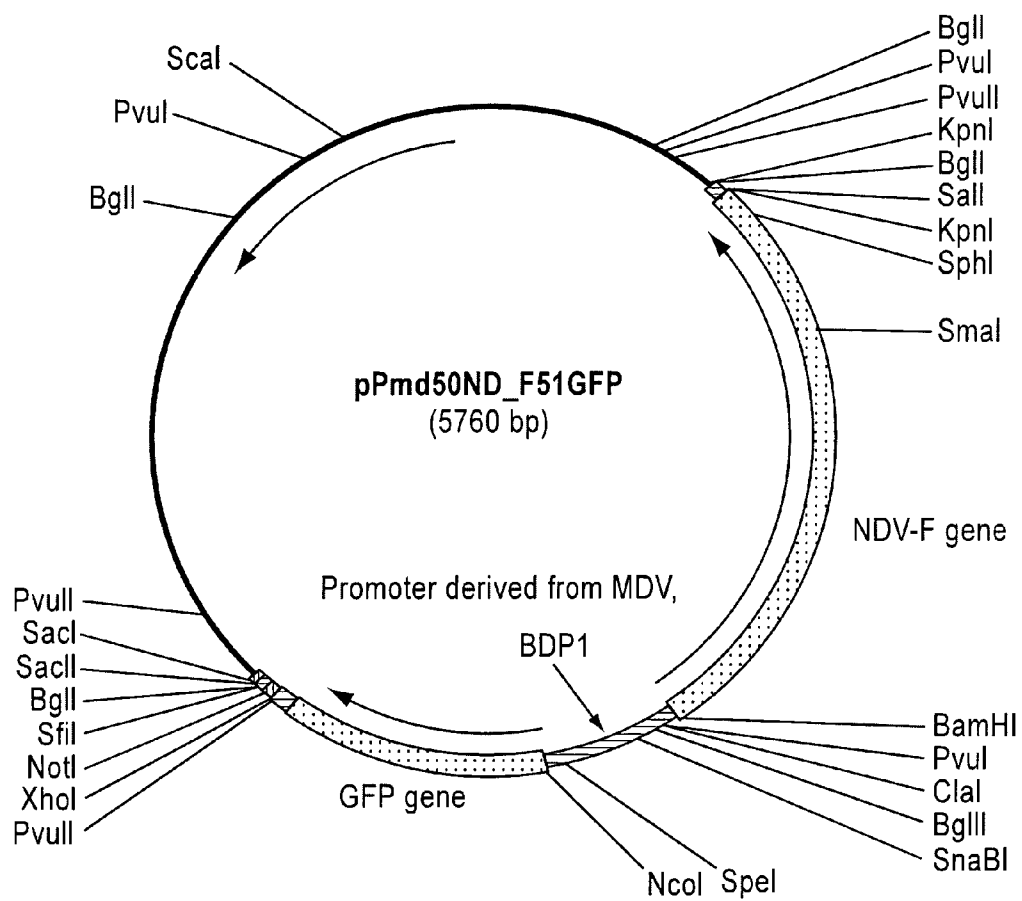 ScaI
PvuI
BglI
BglI
PvuI
PvuII
KpnI
BglI
SalI
KpnI
SphI
SmaI
pPmd50ND_F51GFP
(5760 bp)
NDV-F gene
Promoter derived from MDV,
BDP1
PvuII
SacI
SacII
BglI
SfiI
NotI
XhoI
PvuII
GFP gene
BamHI
PvuI
ClaI
BglII
SnaBI
NcoI
SpeI